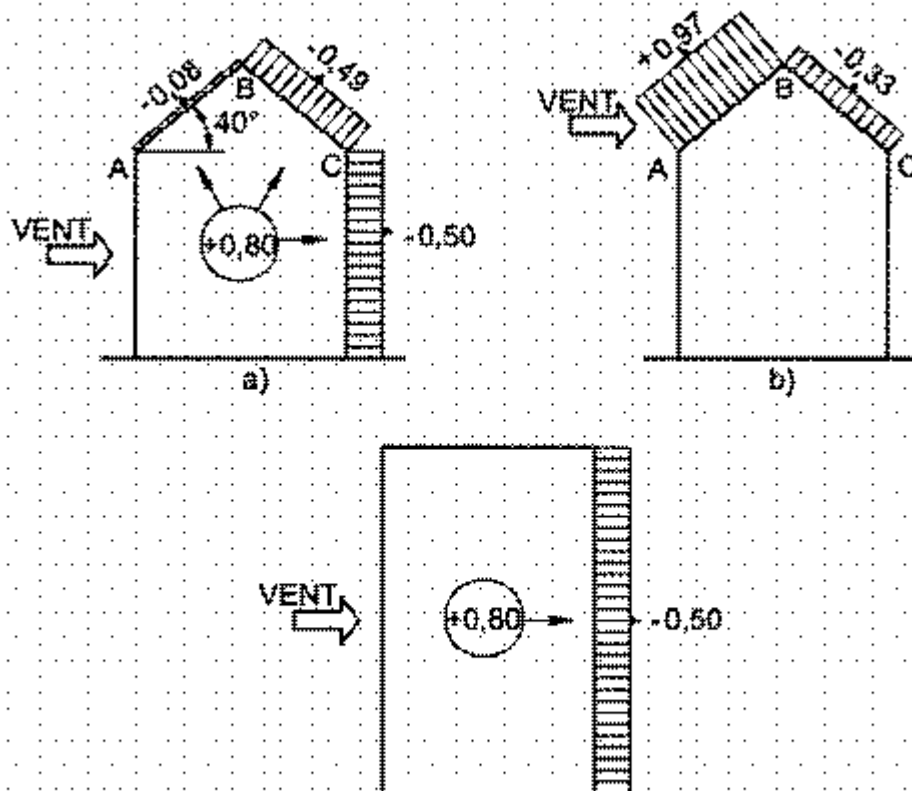 -0,08
B
-0,49
40°
A
C
VENT
+0,80
-0,50
a)
+0,97
B
-0,33
VENT
A
C
b)
VENT
+0,80
-0,50